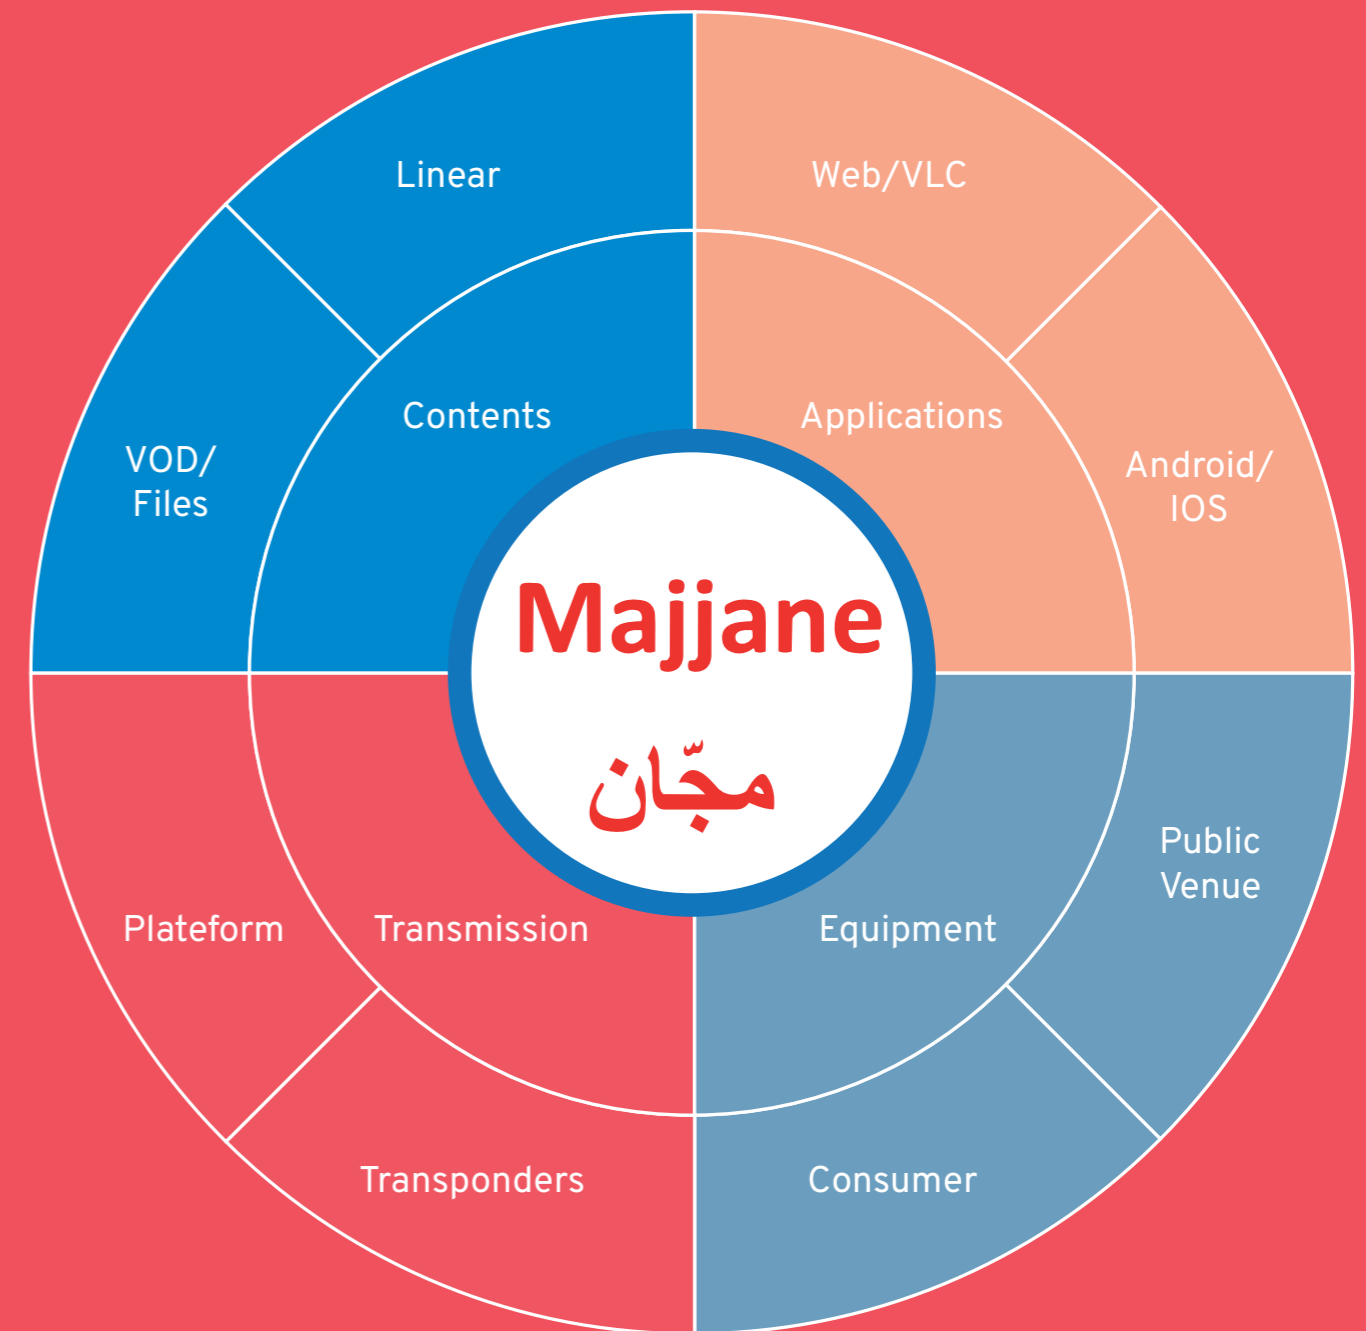 Linear
Web/VLC
Contents
Applications
VOD/
Files
Android/
IOS
Majjane
مجّان
Public
Venue
Plateform
Transmission
Equipment
Transponders
Consumer